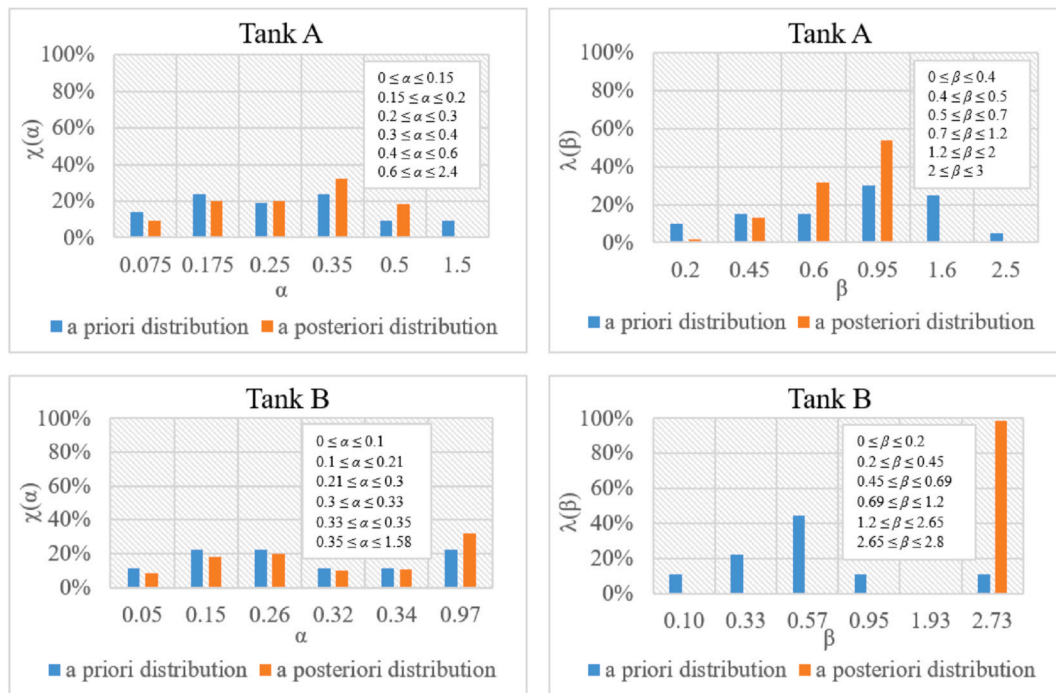 Tank A
100%
80%
60%
40%
20%
0%
χ(α)
0 ≤ α ≤ 0.15
0.15 ≤ α ≤ 0.2
0.2 ≤ α ≤ 0.3
0.3 ≤ α ≤ 0.4
0.4 ≤ α ≤ 0.6
0.6 ≤ α ≤ 2.4
0.075 0.175 0.25 0.35 0.5 1.5
α
a priori distribution a posteriori distribution
Tank A
100%
80%
60%
40%
20%
0%
λ(β)
0 ≤ β ≤ 0.4
0.4 ≤ β ≤ 0.5
0.5 ≤ β ≤ 0.7
0.7 ≤ β ≤ 1.2
1.2 ≤ β ≤ 2
2 ≤ β ≤ 3
0.2 0.45 0.6 0.95 1.6 2.5
β
a priori distribution a posteriori distribution
Tank B
100%
80%
60%
40%
20%
0%
χ(α)
0 ≤ α ≤ 0.1
0.1 ≤ α ≤ 0.21
0.21 ≤ α ≤ 0.3
0.3 ≤ α ≤ 0.33
0.33 ≤ α ≤ 0.35
0.35 ≤ α ≤ 1.58
0.05 0.15 0.26 0.32 0.34 0.97
α
a priori distribution a posteriori distribution
Tank B
100%
80%
60%
40%
20%
0%
λ(β)
0 ≤ β ≤ 0.2
0.2 ≤ β ≤ 0.45
0.45 ≤ β ≤ 0.69
0.69 ≤ β ≤ 1.2
1.2 ≤ β ≤ 2.65
2.65 ≤ β ≤ 2.8
0.10 0.33 0.57 0.95 1.93 2.73
β
a priori distribution a posteriori distribution